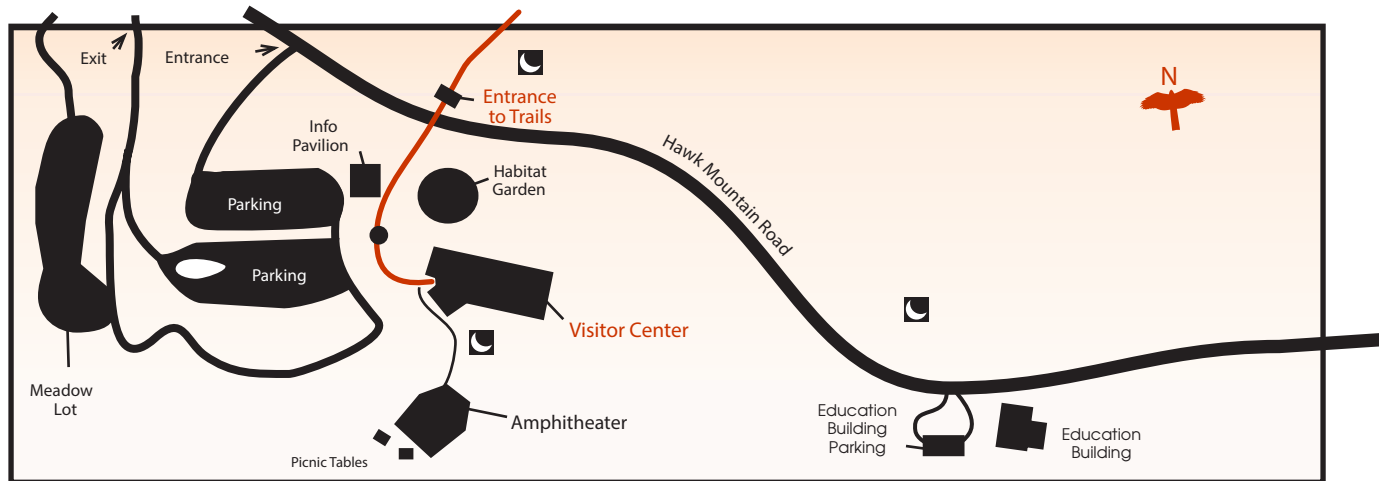 Exit
Entrance
N
Entrance
to Trails
Info
Pavilion
Habitat
Garden
Hawk Mountain Road
Parking
Parking
Visitor Center
Meadow
Lot
Amphitheater
Picnic Tables
Education
Building
Parking
Education
Building